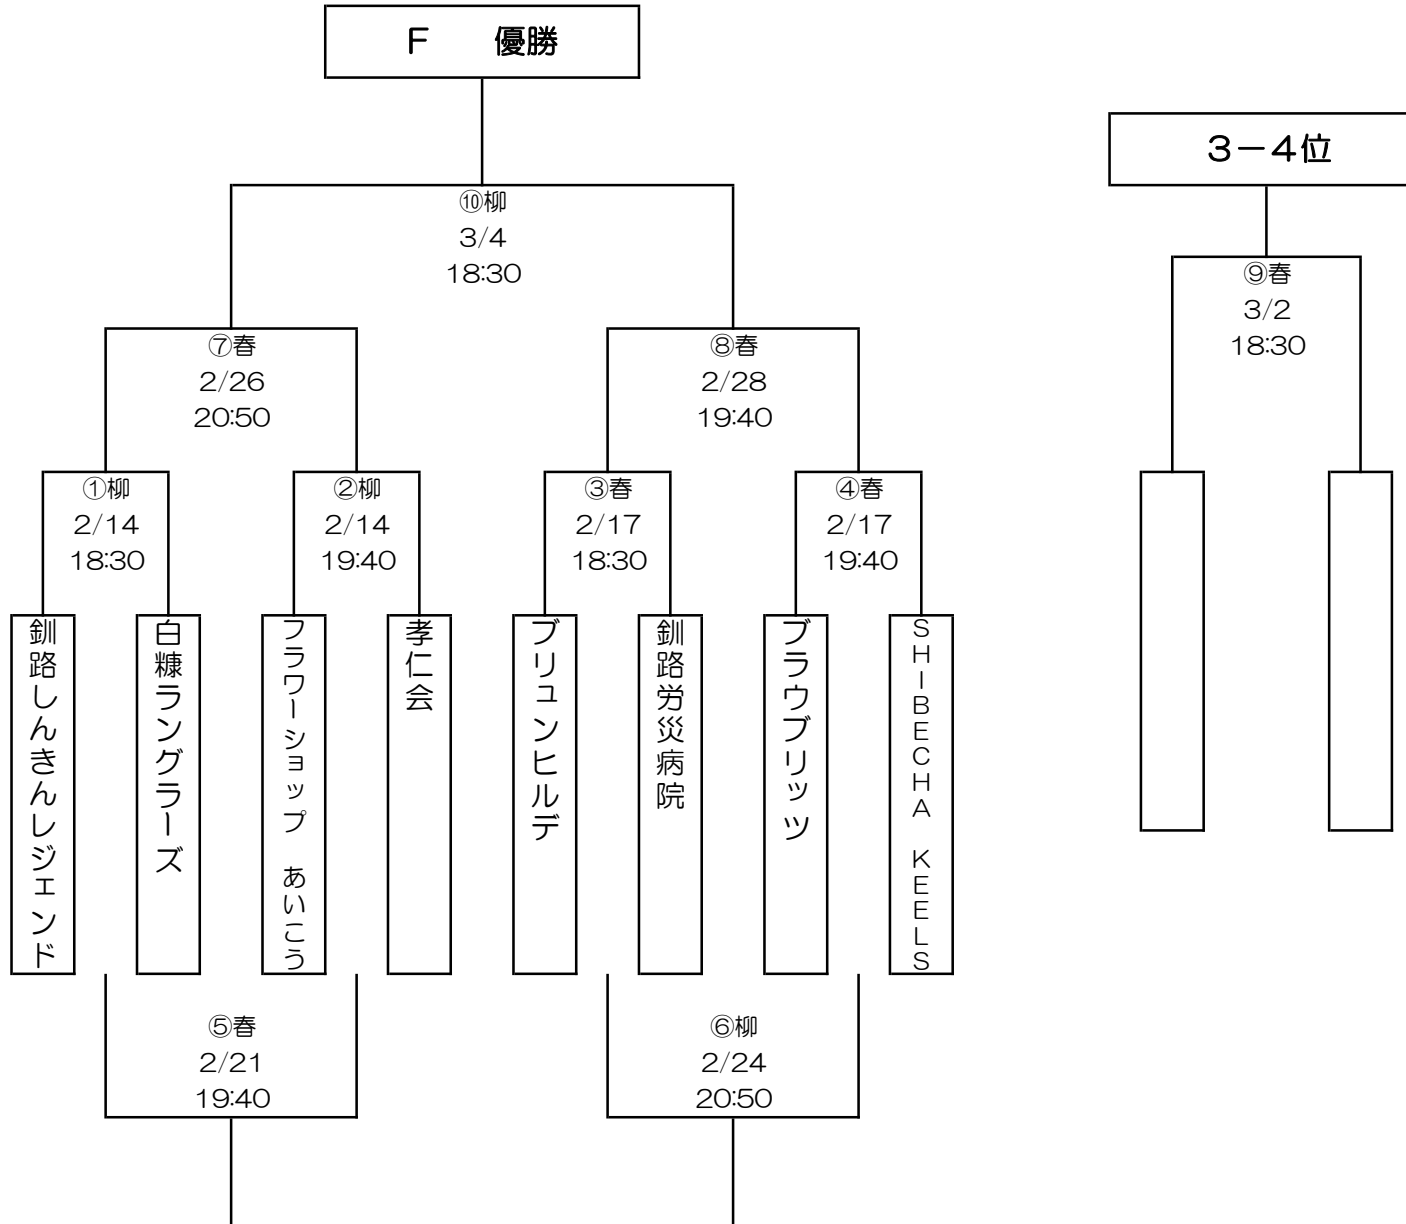 F　優勝
3－4位
⑩柳
3/4
18:30
⑨春
3/2
18:30
⑦春
2/26
20:50
⑧春
2/28
19:40
①柳
2/14
18:30
②柳
2/14
19:40
③春
2/17
18:30
④春
2/17
19:40
釧路しんきんレジェンド
白糠ラングラーズ
フラワーショップ　あいこう
孝仁会
ブリュンヒルデ
釧路労災病院
ブラウブリッツ
SHIBECHA　KEELS
⑤春
2/21
19:40
⑥柳
2/24
20:50